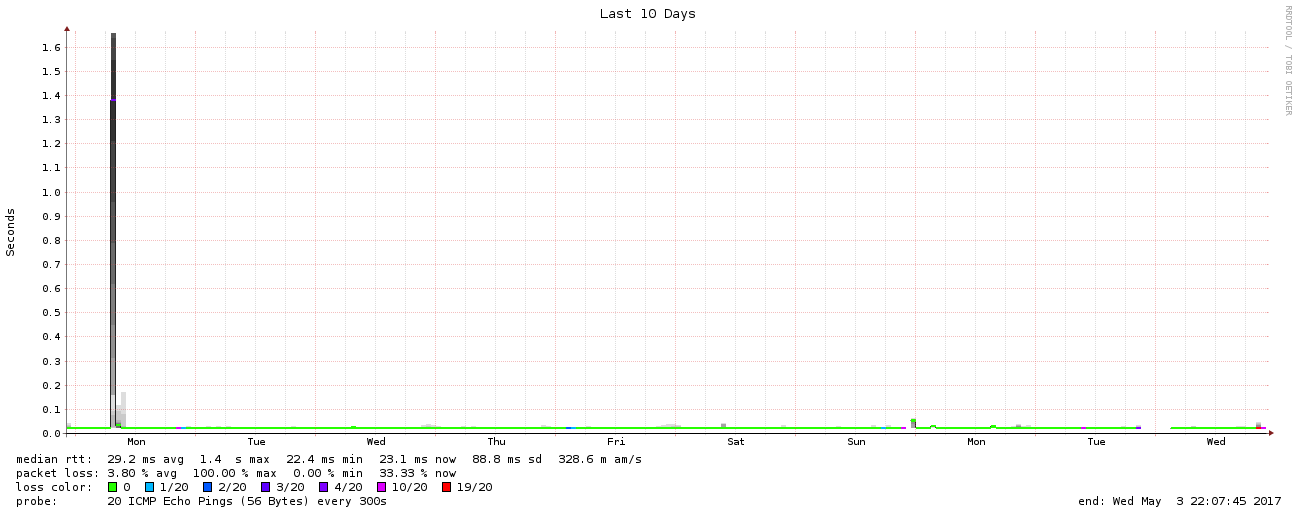 Last 10 Days
RRDTOOL / TOBI OETIKER
Seconds
1.6
1.5
1.4
1.3
1.2
1.1
1.0
0.9
0.8
0.7
0.6
0.5
0.4
0.3
0.2
0.1
0.0
Mon Tue Wed Thu Fri Sat Sun Mon Tue Wed
median rtt: 29.2 ms avg 1.4 s max 22.4 ms min 23.1 ms now 88.8 ms sd 328.6 m am/s
packet loss: 3.80 % avg 100.00 % max 0.00 % min 33.33 % now
loss color: 0 1/20 2/20 3/20 4/20 10/20 19/20
probe: 20 ICMP Echo Pings (56 Bytes) every 300s end: Wed May 3 22:07:45 2017